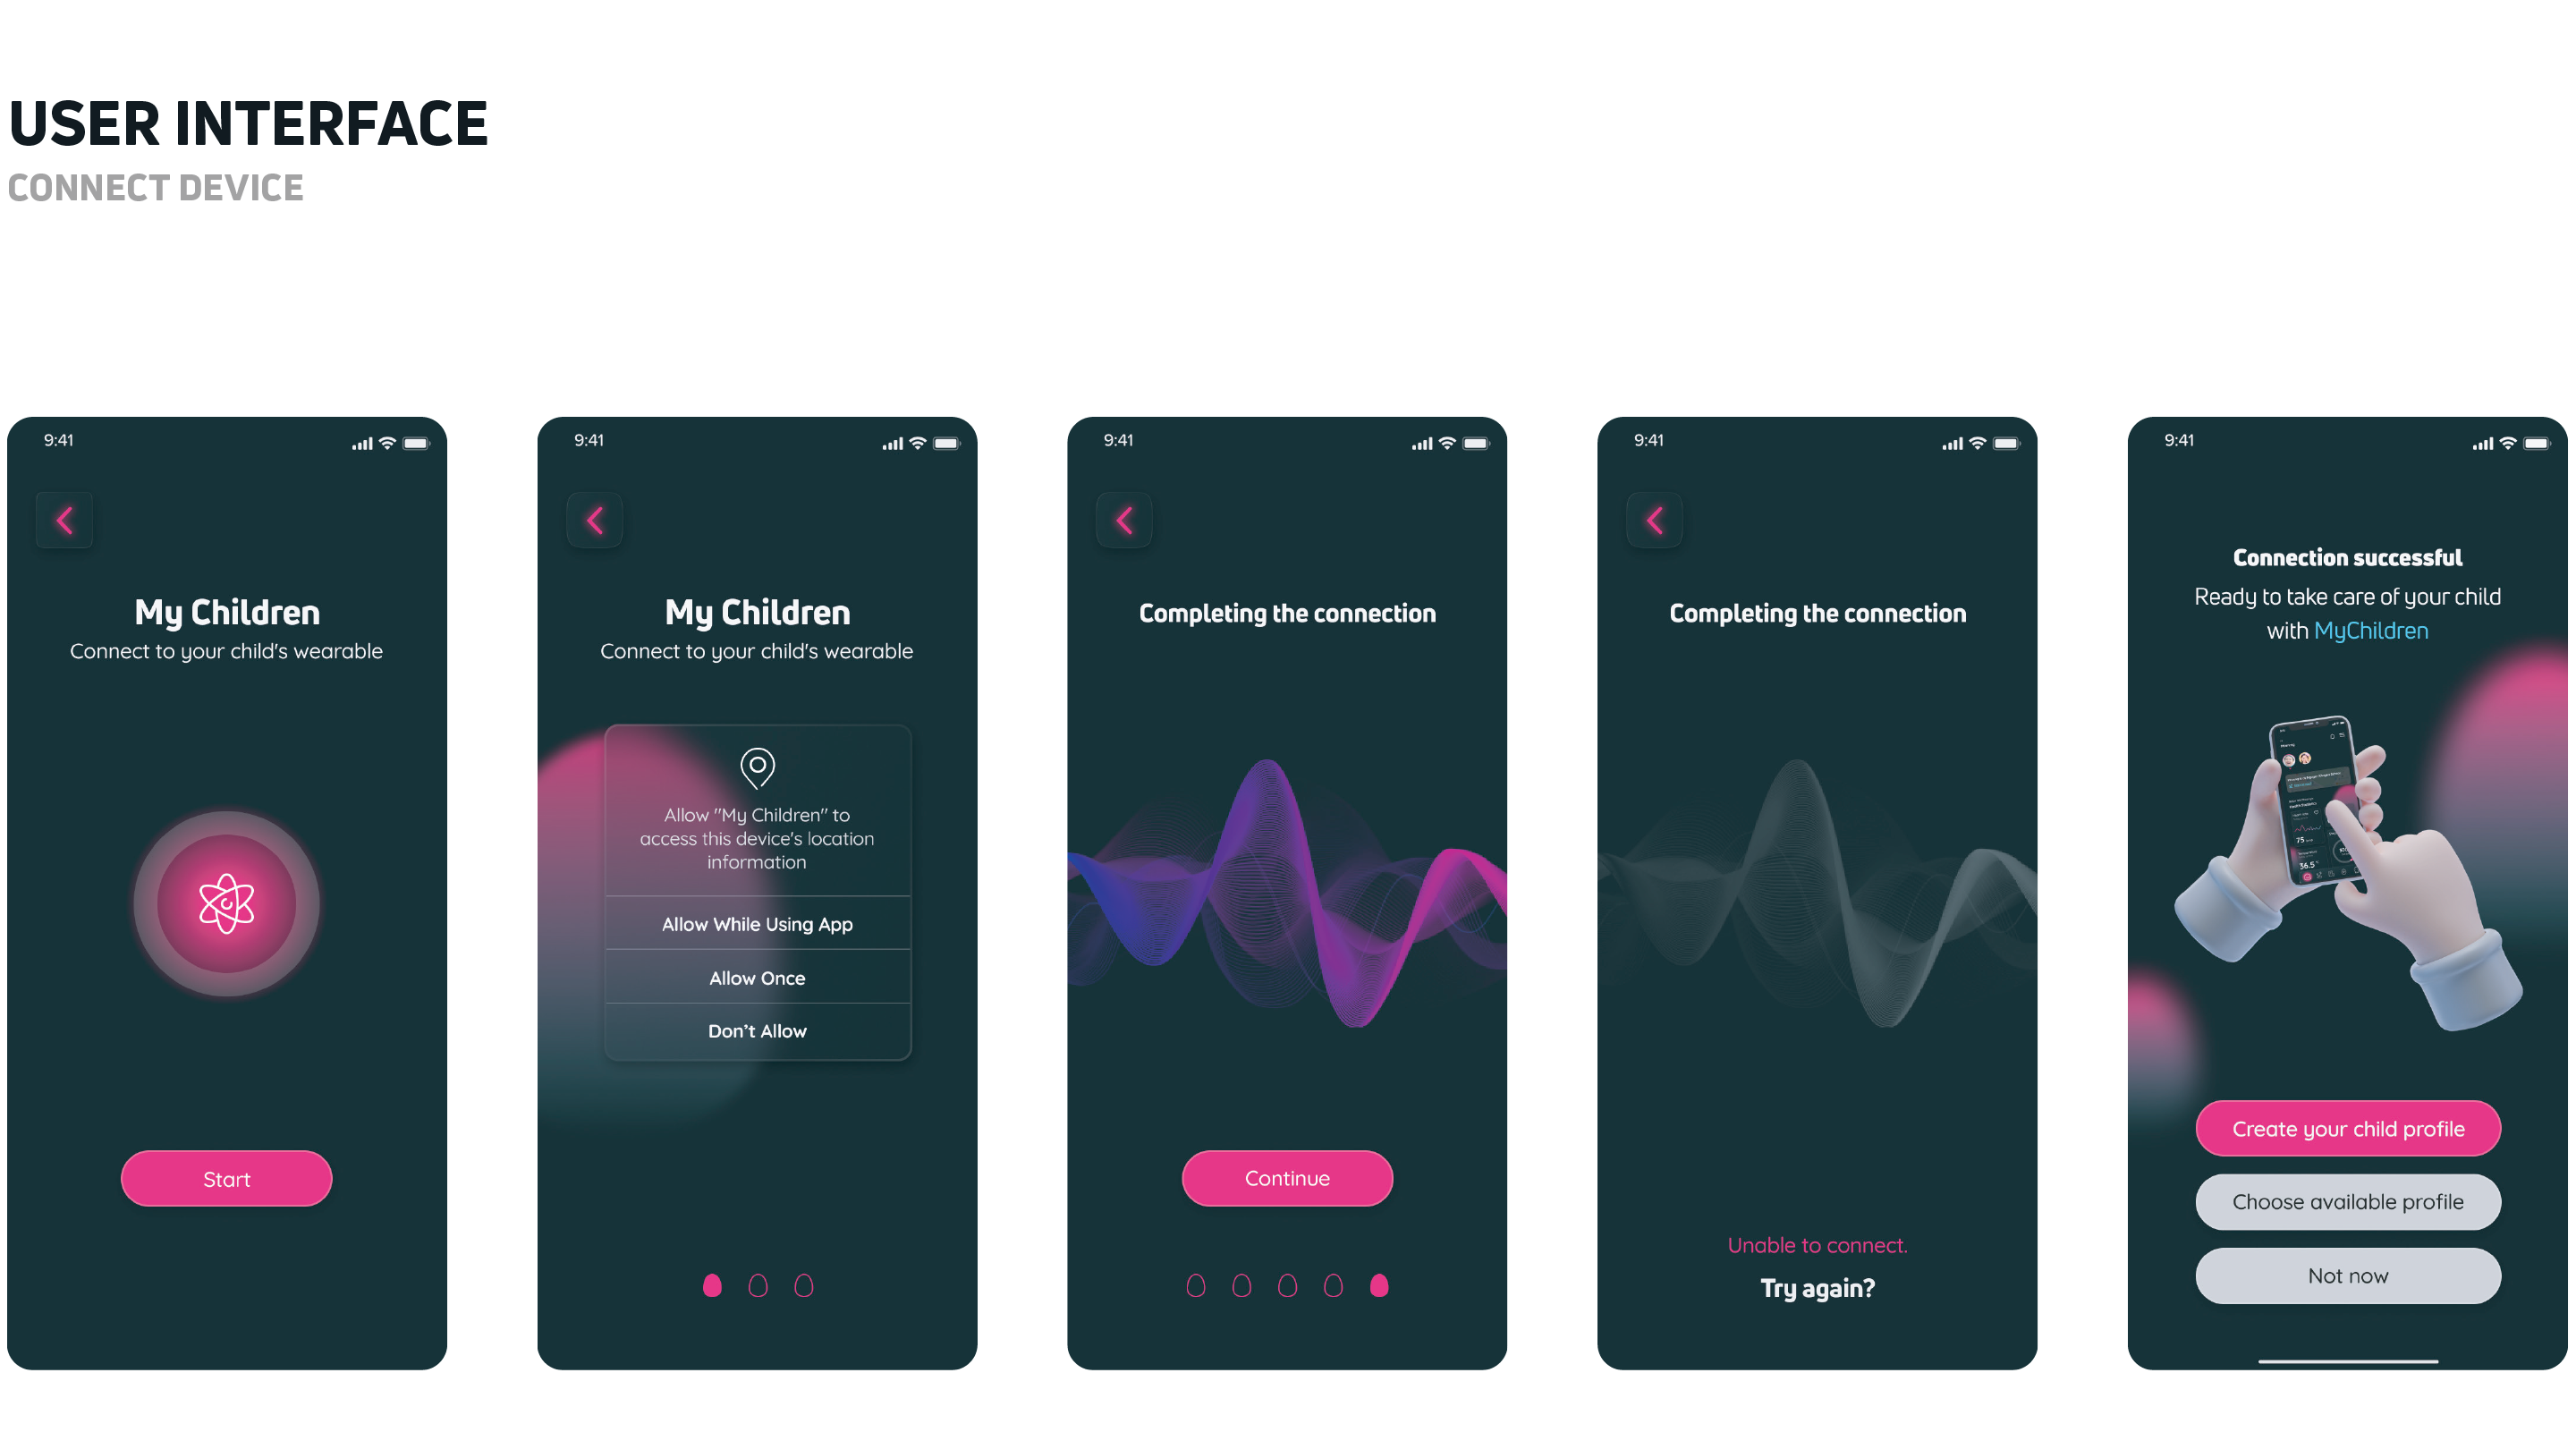 USER INTERFACE
CONNECT DEVICE
9:41
My Children
Connect to your child's wearable
Start
9:41
My Children
Connect to your child's wearable
Allow "My Children" to
access this device's location
information
Allow While Using App
Allow Once
Don't Allow
9:41
Completing the connection
Continue
9:41
Completing the connection
Unable to connect.
Try again?
9:41
Connection successful
Ready to take care of your child
with MyChildren
75
36.5
Create your child profile
Choose available profile
Not now